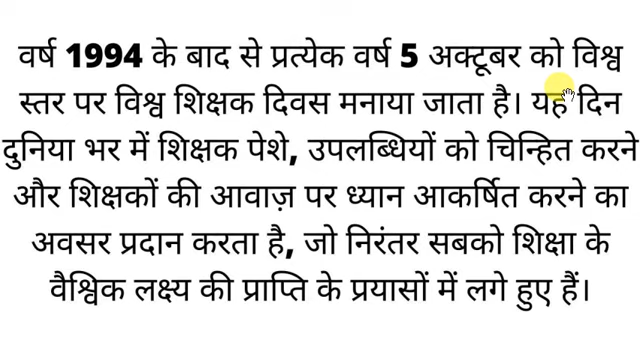 वर्ष 1994 के बाद से प्रत्येक वर्ष 5 अक्टूबर को विश्व
स्तर पर विश्व शिक्षक दिवस मनाया जाता है। यह दिन
दुनिया भर में शिक्षक पेशे, उपलब्धियों को चिन्हित करने
और शिक्षकों की आवाज़ पर ध्यान आकर्षित करने का
अवसर प्रदान करता है, जो निरंतर सबको शिक्षा के
वैश्विक लक्ष्य की प्राप्ति के प्रयासों में लगे हुए हैं।